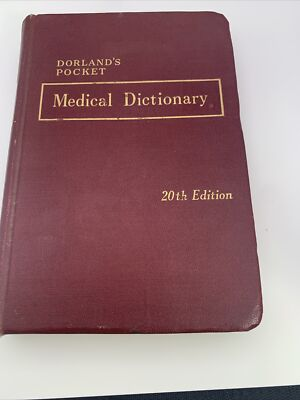 DORLAND'S
POCKET
Medical Dictionary
20th Edition